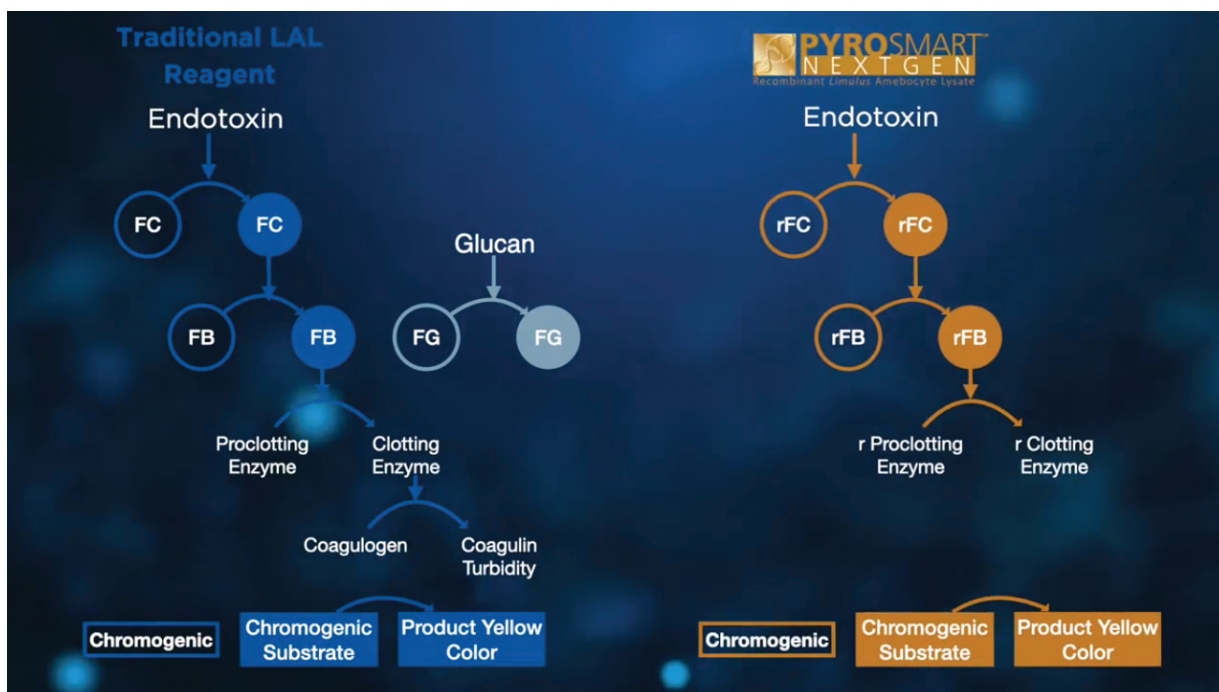 Traditional LAL
Reagent
Endotoxin
FC
FC
Glucan
FB
FB
FG
FG
Proclotting
Enzyme
Clotting
Enzyme
Coagulogen
Coagulin
Turbidity
Chromogenic
Chromogenic
Substrate
Product Yellow
Color
PYROSMART™
NEXTGEN
Recombinant Limulus Amebocyte Lysate
Endotoxin
rFC
rFC
rFB
rFB
r Proclotting
Enzyme
r Clotting
Enzyme
Chromogenic
Chromogenic
Substrate
Product Yellow
Color